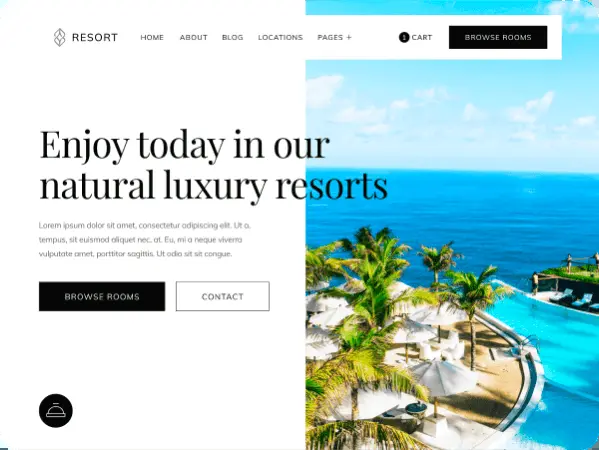 RESORT
HOME ABOUT BLOG LOCATIONS PAGES +
1 CART
BROWSE ROOMS
Enjoy today in our
natural luxury resorts
Lorem ipsum dolor sit amet, consectetur adipiscing elit. Ut a,
tempus, sit euismod aliquet nec, at. Eu, mi a neque viverra
vulputate amet, porttitor sagittis. Ut odio sit sit congue.
BROWSE ROOMS
CONTACT